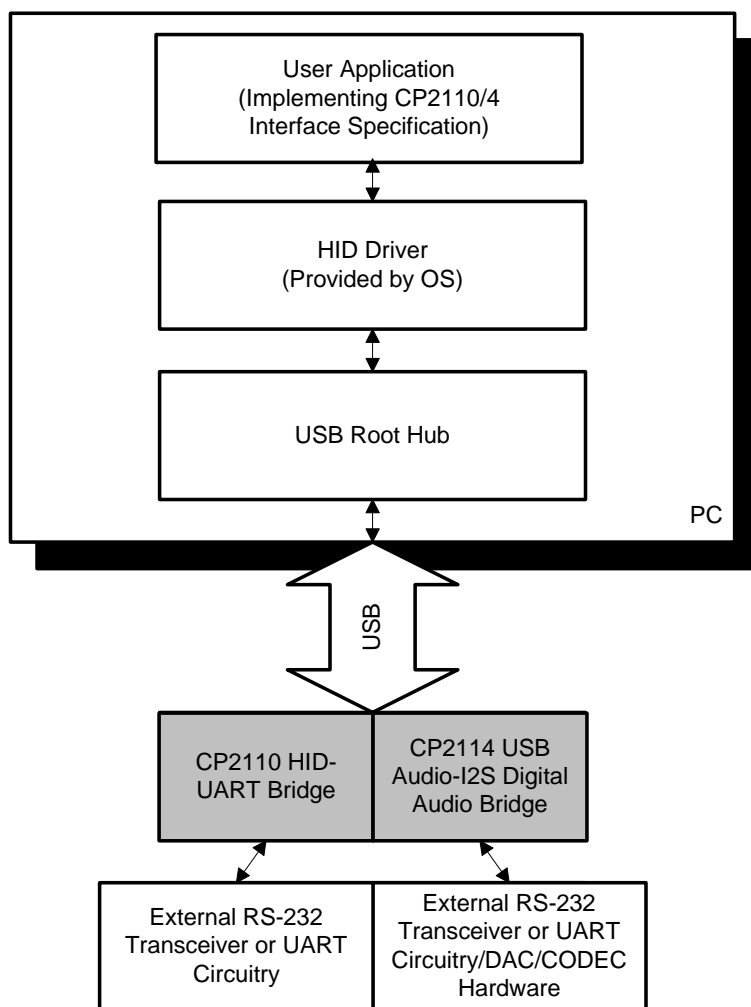 User Application
(Implementing CP2110/4
Interface Specification)
HID Driver
(Provided by OS)
USB Root Hub
PC
USB
CP2110 HID-
UART Bridge
CP2114 USB
Audio-I2S Digital
Audio Bridge
External RS-232
Transceiver or UART
Circuitry
External RS-232
Transceiver or UART
Circuitry/DAC/CODEC
Hardware